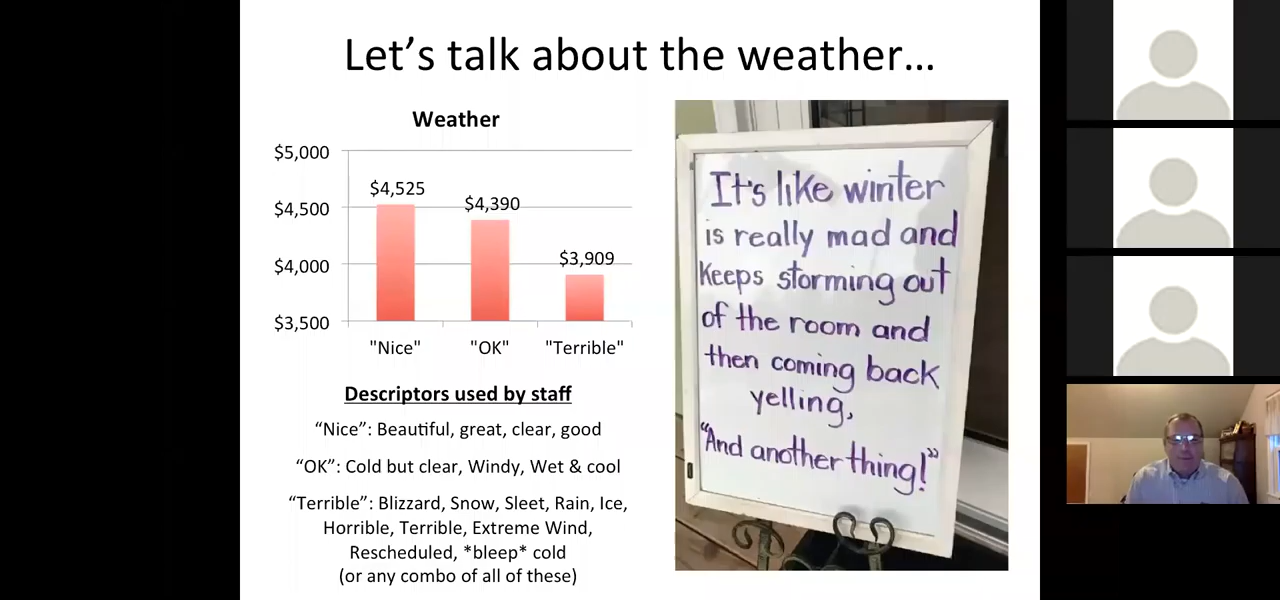 Let’s talk about the weather…
Weather
$5,000
$4,500
$4,000
$3,500
$4,525
$4,390
$3,909
"Nice"
"OK"
"Terrible"
Descriptors used by staff
“Nice”: Beautiful, great, clear, good
“OK”: Cold but clear, Windy, Wet & cool
“Terrible”: Blizzard, Snow, Sleet, Rain, Ice,
Horrible, Terrible, Extreme Wind,
Rescheduled, *bleep* cold
(or any combo of all of these)
It's like winter
is really mad and
keeps storming out
of the room and
then coming back
yelling,
“And another thing!”